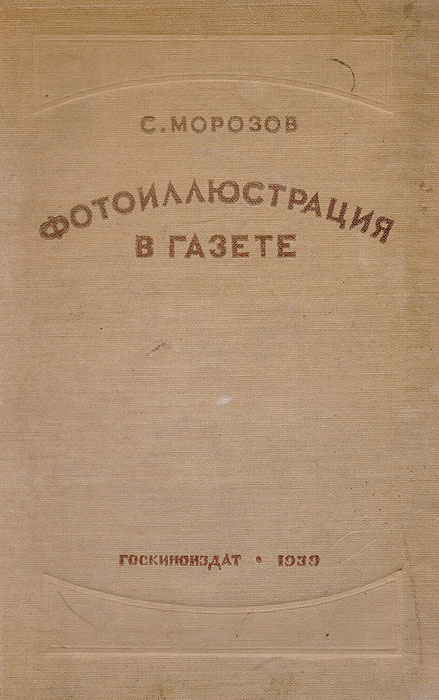 С. МОРОЗОВ
ФОТОИЛЛЮСТРАЦИЯ
В ГАЗЕТЕ
ГОСКИНОИЗДАТ • 1939